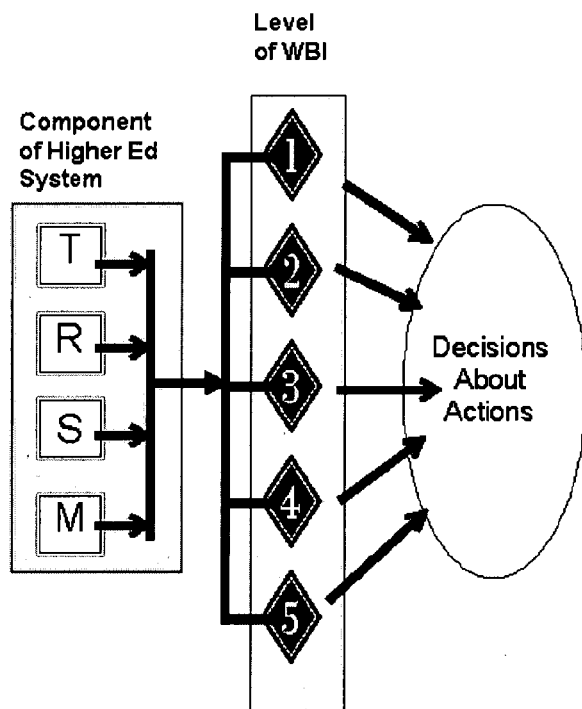 Level
of WBI
Component
of Higher Ed
System
T
R
S
M
1
2
3
4
5
Decisions
About
Actions